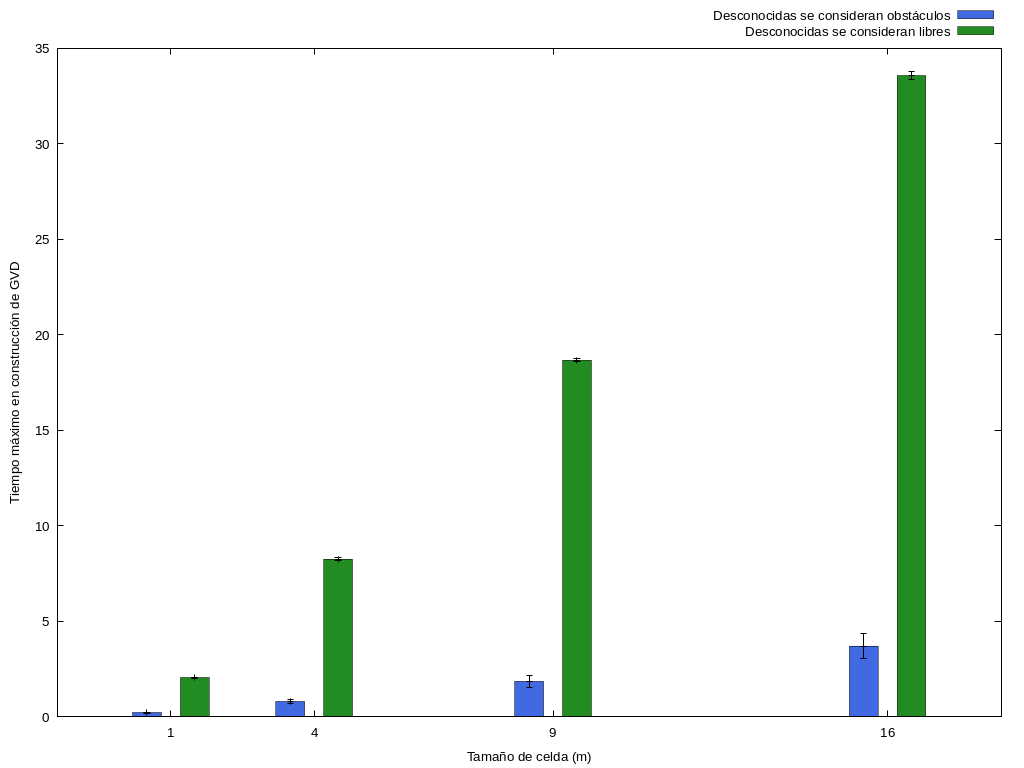 Desconocidas se consideran obstáculos
Desconocidas se consideran libres
35
30
25
20
15
10
5
0
Tiempo máximo en construcción de GVD
1 4 9 16
Tamaño de celda (m)